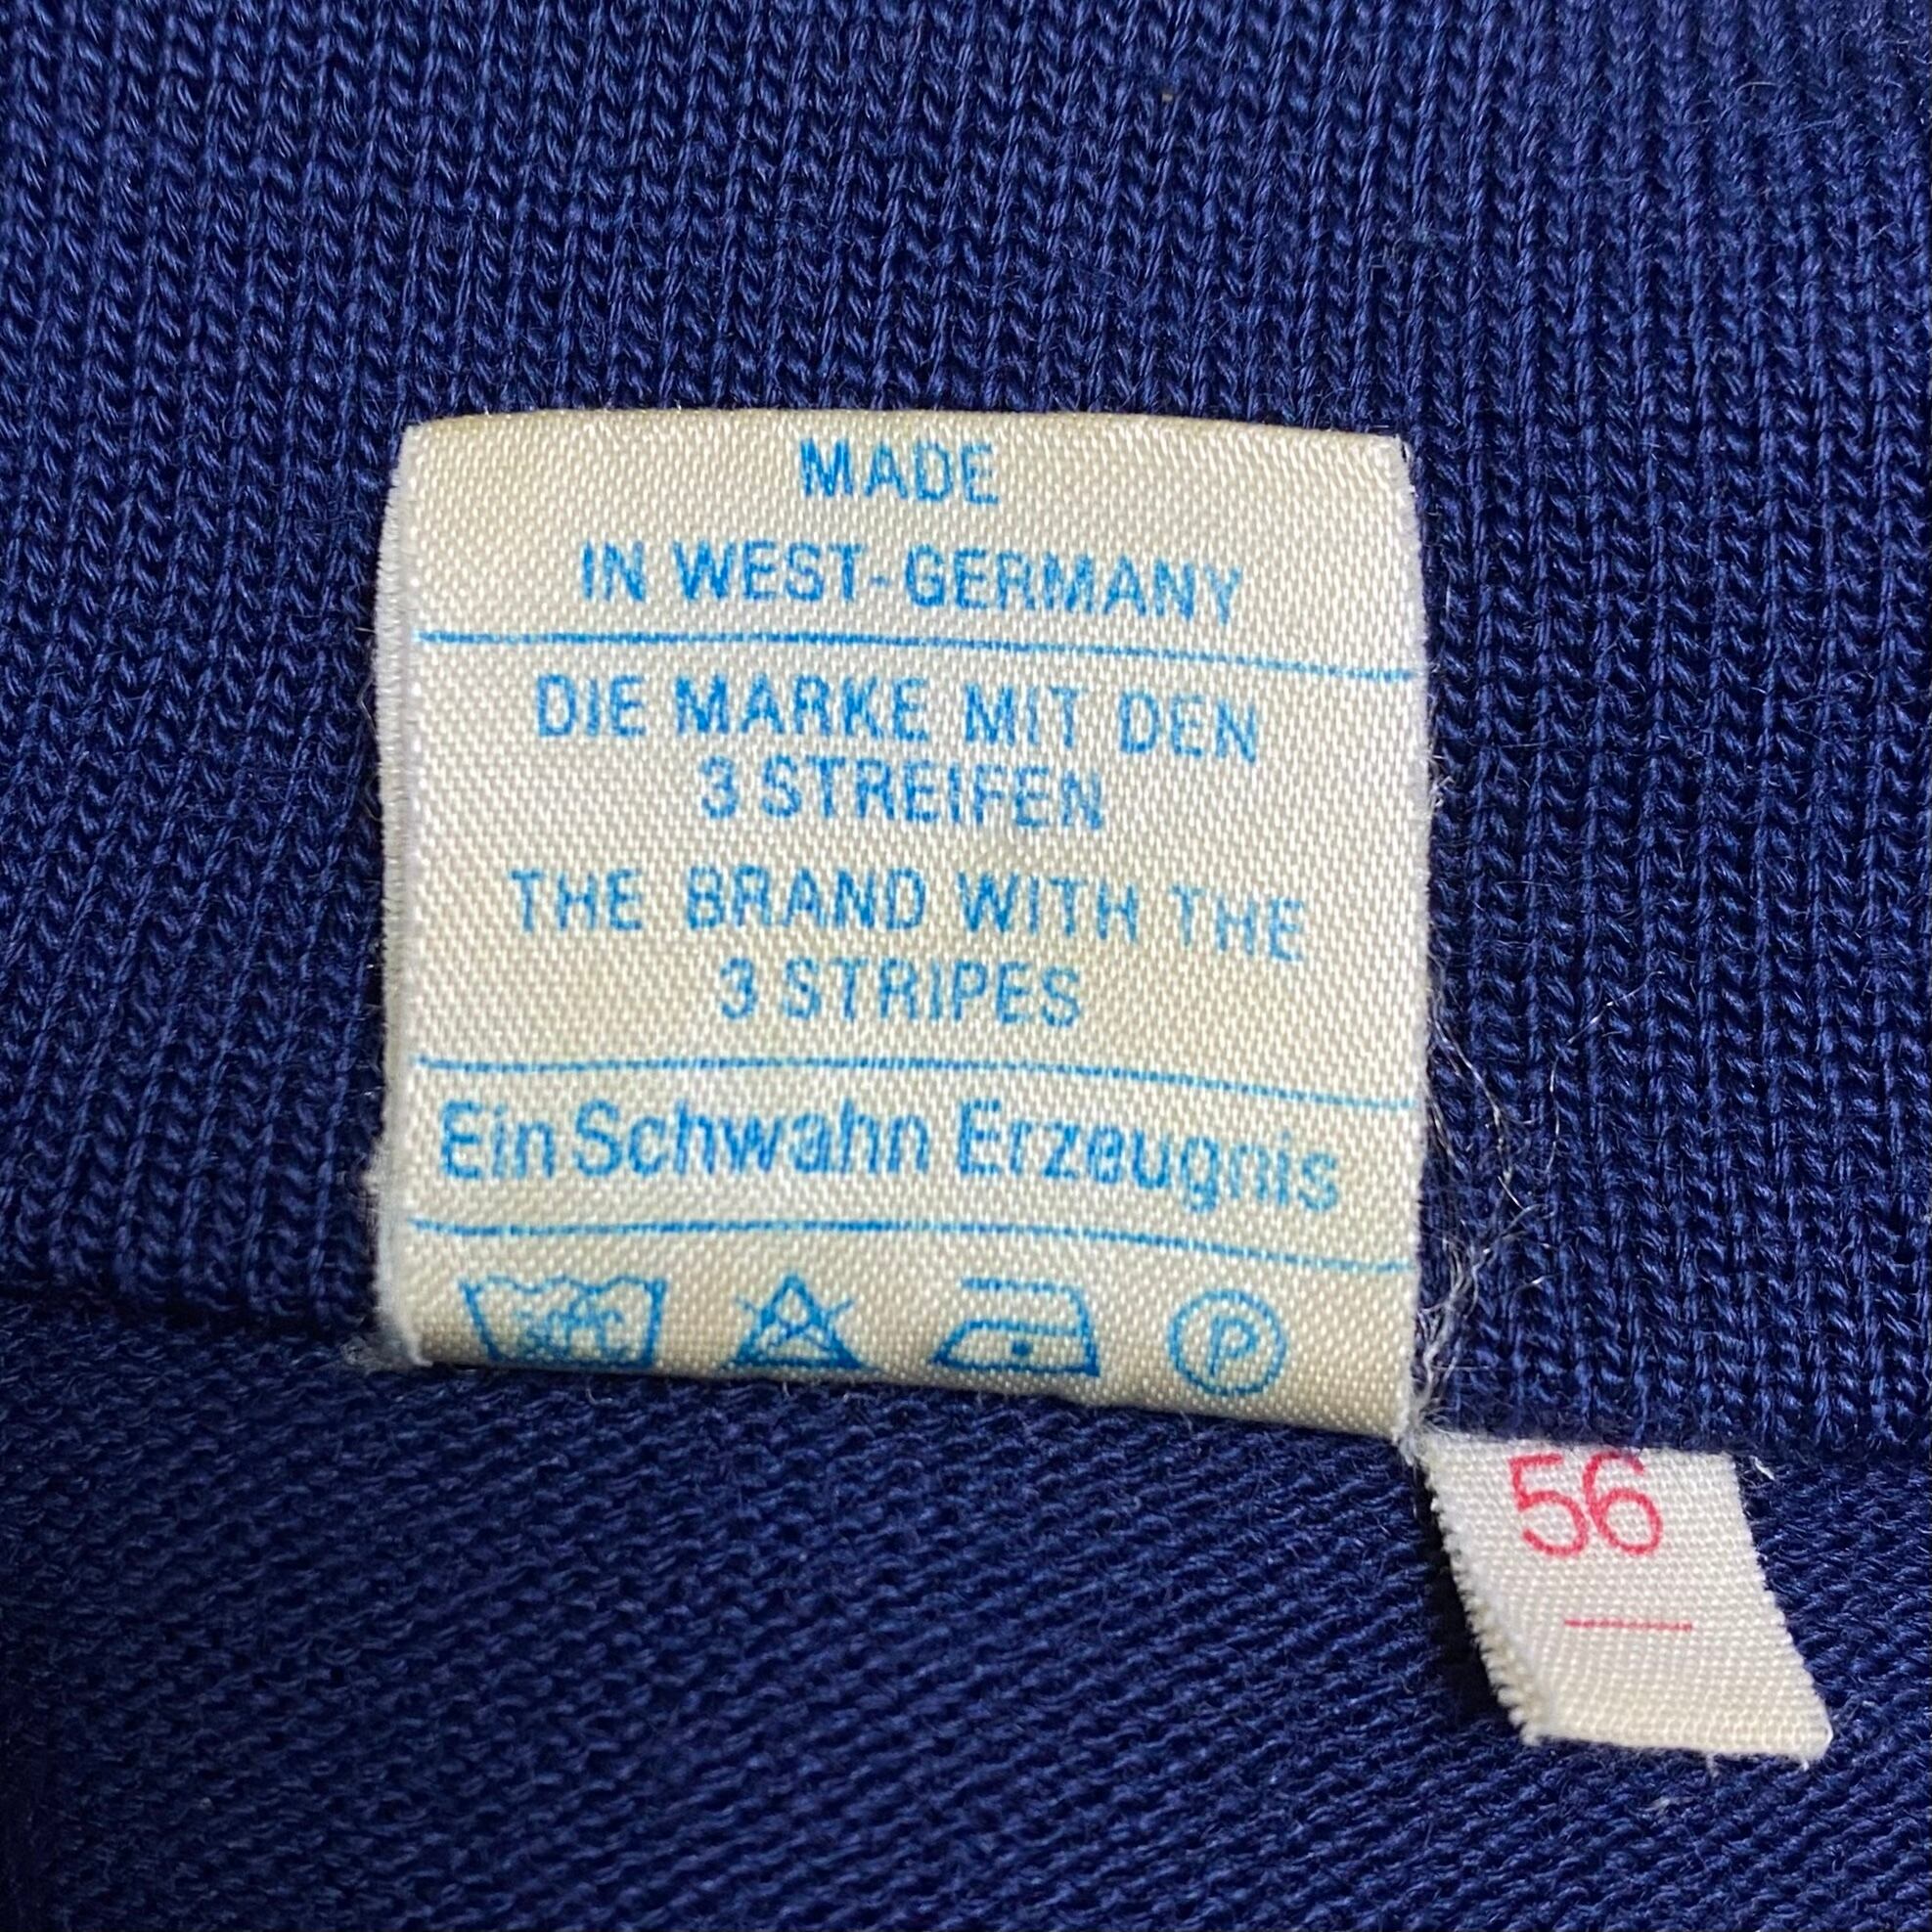 MADE
IN WEST-GERMANY
DIE MARKE MIT DEN
3 STREIFEN
THE BRAND WITH THE
3 STRIPES
Ein Schwahn Erzeugnis
P
56